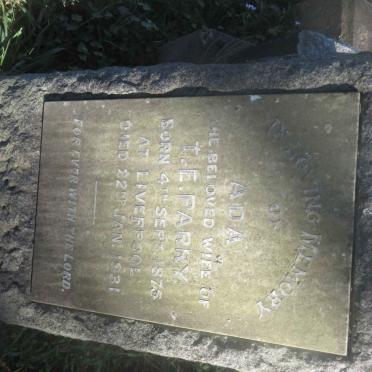 IN LOVING MEMORY
OF
ADA
THE BELOVED WIFE OF
T. E. FARRY
BORN 4TH SEPT 1875
AT LIVERPOOL
DIED 22ND JAN 1931
FOR EVER WITH THE LORD.